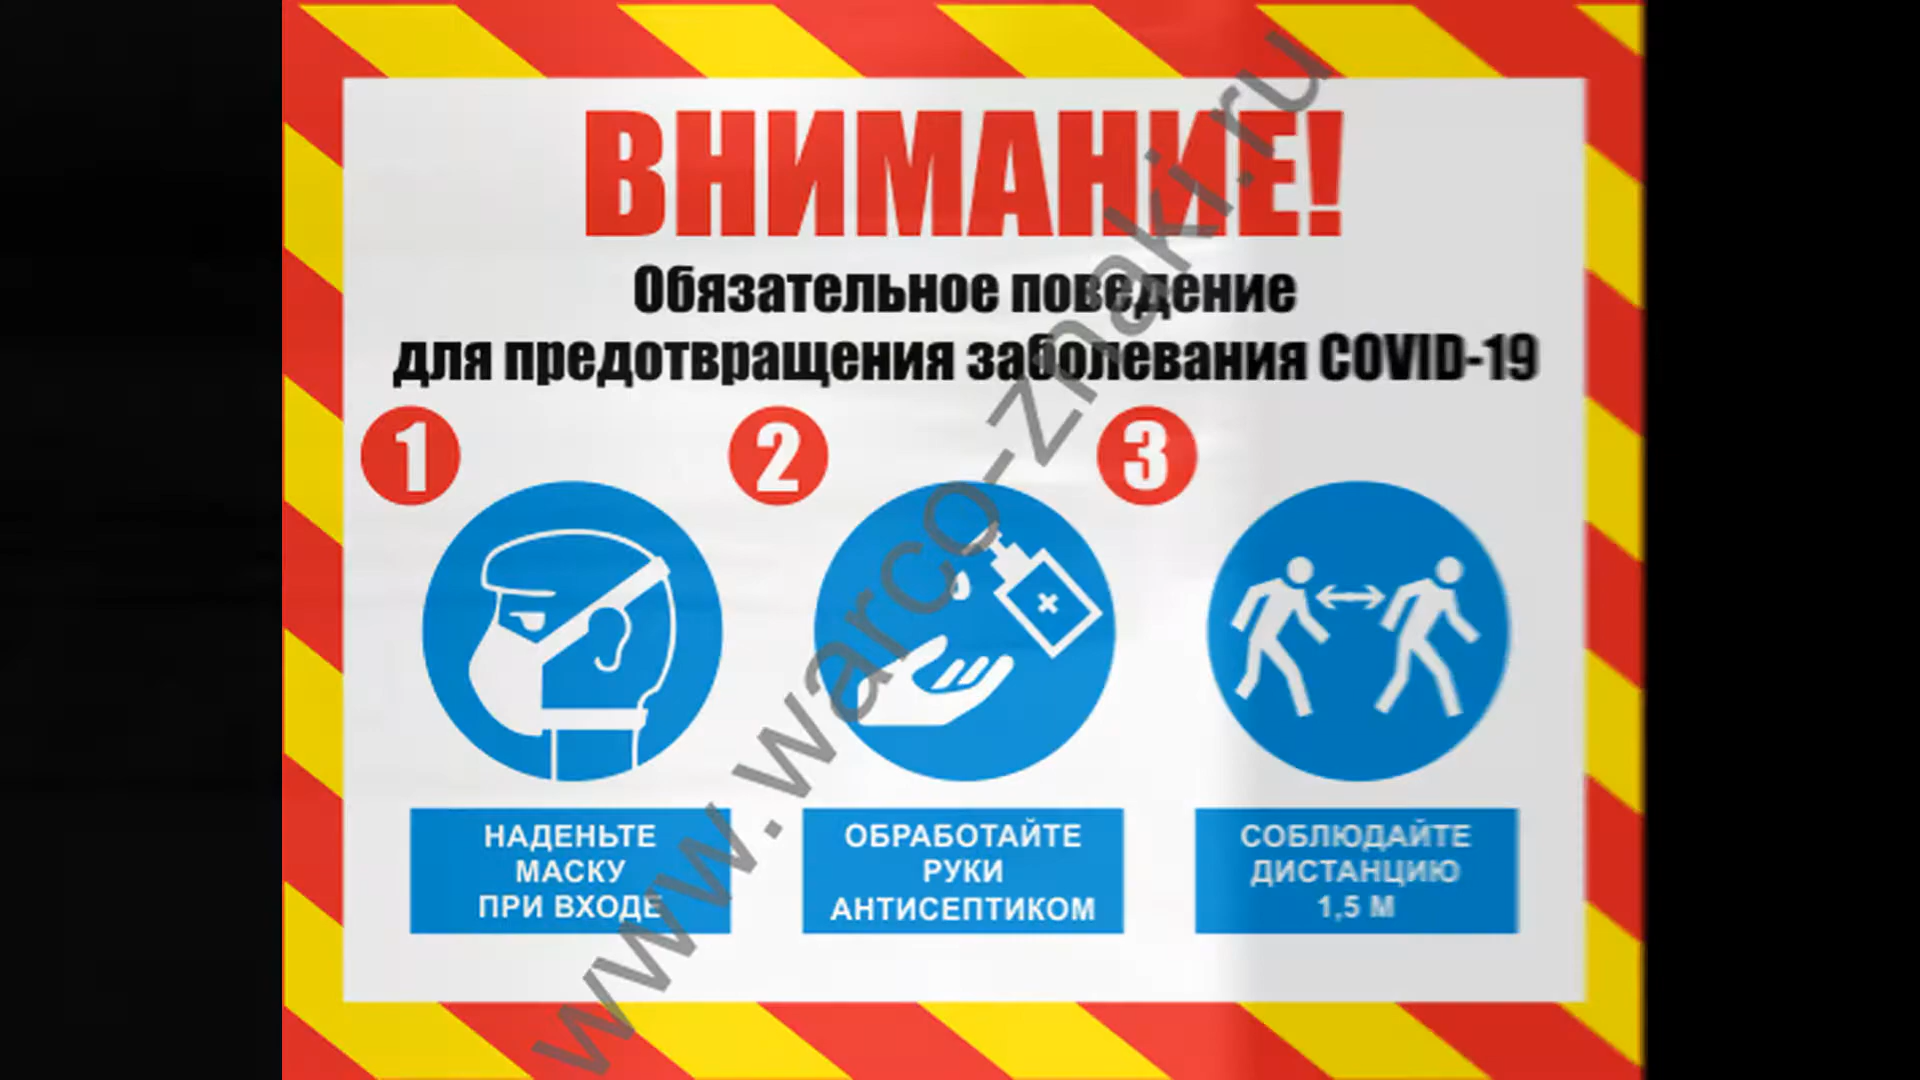 ВНИМАНИЕ!
Обязательное поведение
для предотвращения заболевания COVID-19
1
2
3
НАДЕНЬТЕ
МАСКУ
ПРИ ВХОДЕ
ОБРАБОТАЙТЕ
РУКИ
АНТИСЕПТИКОМ
СОБЛЮДАЙТЕ
ДИСТАНЦИЮ
1,5 М
www.warco-znaki.ru